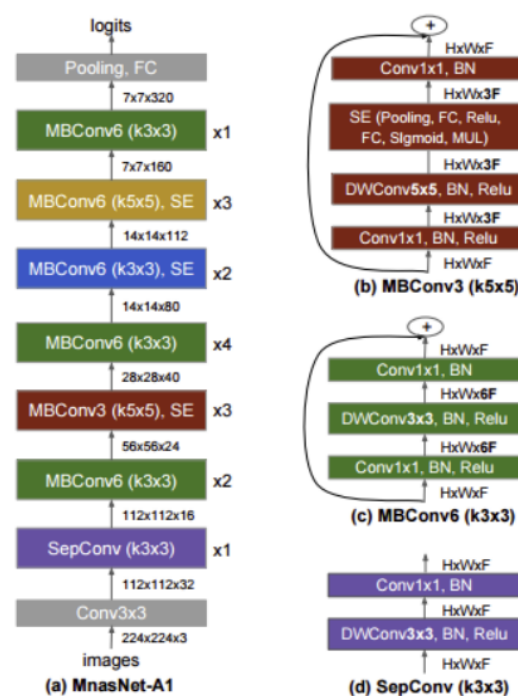 logits
Pooling, FC
7x7x320
MBConv6 (k3x3)
x1
7x7x160
MBConv6 (k5x5), SE
x3
14x14x112
MBConv6 (k3x3), SE
x2
14x14x80
MBConv6 (k3x3)
x4
28x28x40
MBConv3 (k5x5), SE
x3
56x56x24
MBConv6 (k3x3)
x2
112x112x16
SepConv (k3x3)
x1
112x112x32
Conv3x3
224x224x3
images
(a) MnasNet-A1
+
HxWxF
Conv1x1, BN
HxWx3F
SE (Pooling, FC, Relu,
FC, SIgmoid, MUL)
HxWx3F
DWConv5x5, BN, Relu
HxWx3F
Conv1x1, BN, Relu
HxWxF
(b) MBConv3 (k5x5)
+
HxWxF
Conv1x1, BN
HxWx6F
DWConv3x3, BN, Relu
HxWx6F
Conv1x1, BN, Relu
HxWxF
(c) MBConv6 (k3x3)
HxWxF
Conv1x1, BN
HxWxF
DWConv3x3, BN, Relu
HxWxF
(d) SepConv (k3x3)